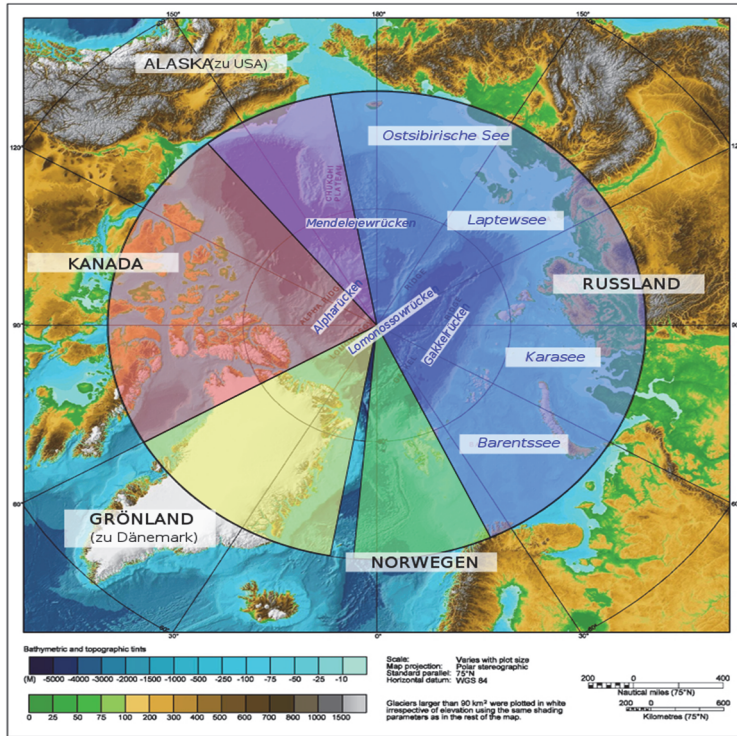 150°
180°
150°
ALASKA (zu USA)
Ostsibirische See
120°
CHUKCHI
PLATEAU
Mendelejewrücken
Laptewsee
KANADA
RUSSLAND
Alpharücken
Lomonossowrücken
Gakkelrücken
90°
Karasee
Barentssee
60°
GRÖNLAND
(zu Dänemark)
NORWEGEN
30°
0°
30°
Bathymetric and topographic tints
(M) -5000 -4000 -3000 -2000 -1500 -1000 -500 -250 -100 -75 -50 -25 -10
0 25 50 75 100 200 300 400 500 600 700 800 1000 1500
Scale: Varies with plot size
Map projection: Polar stereographic
Standard parallel: 75°N
Horizontal datum: WGS 84
Glaciers larger than 90 km² were plotted in white
irrespective of elevation using the same shading
parameters as in the rest of the map.
200 0 400
Nautical miles (75°N)
200 0 600
Kilometres (75°N)